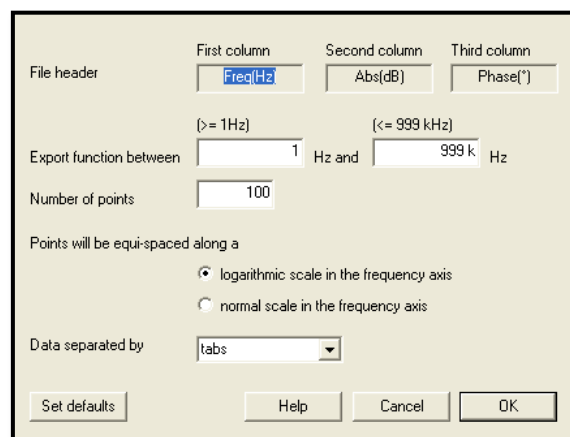 First column Second column Third column
File header Freq(Hz) Abs(dB) Phase(°)
(>= 1Hz) (<= 999 kHz)
Export function between 1 Hz and 999 k Hz
Number of points 100
Points will be equi-spaced along a
logarithmic scale in the frequency axis
normal scale in the frequency axis
Data separated by tabs
Set defaults Help Cancel OK